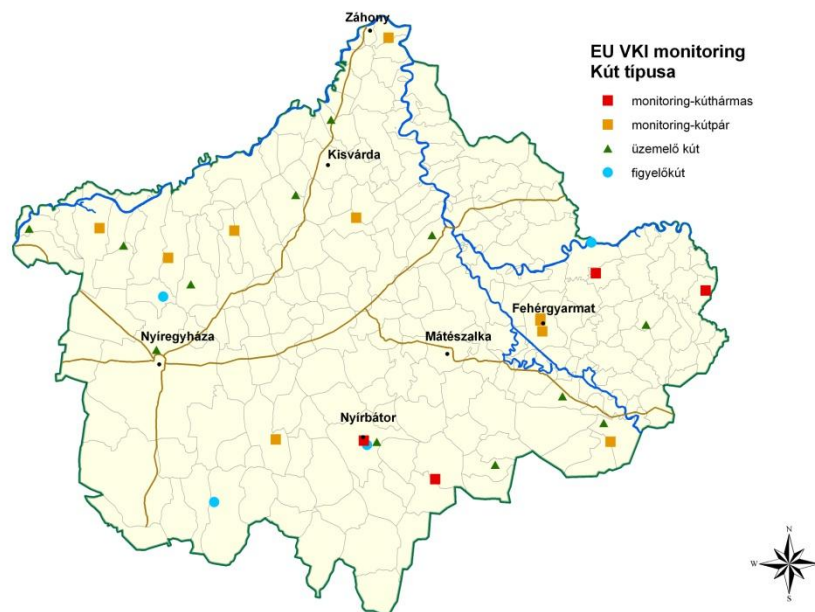 Záhony
EU VKI monitoring
Kút típusa
monitoring-kúthármas
monitoring-kútpár
üzemelő kút
figyelőkút
Kisvárda
Fehérgyarmat
Nyíregyháza
Mátészalka
Nyírbátor
N
W
E
S